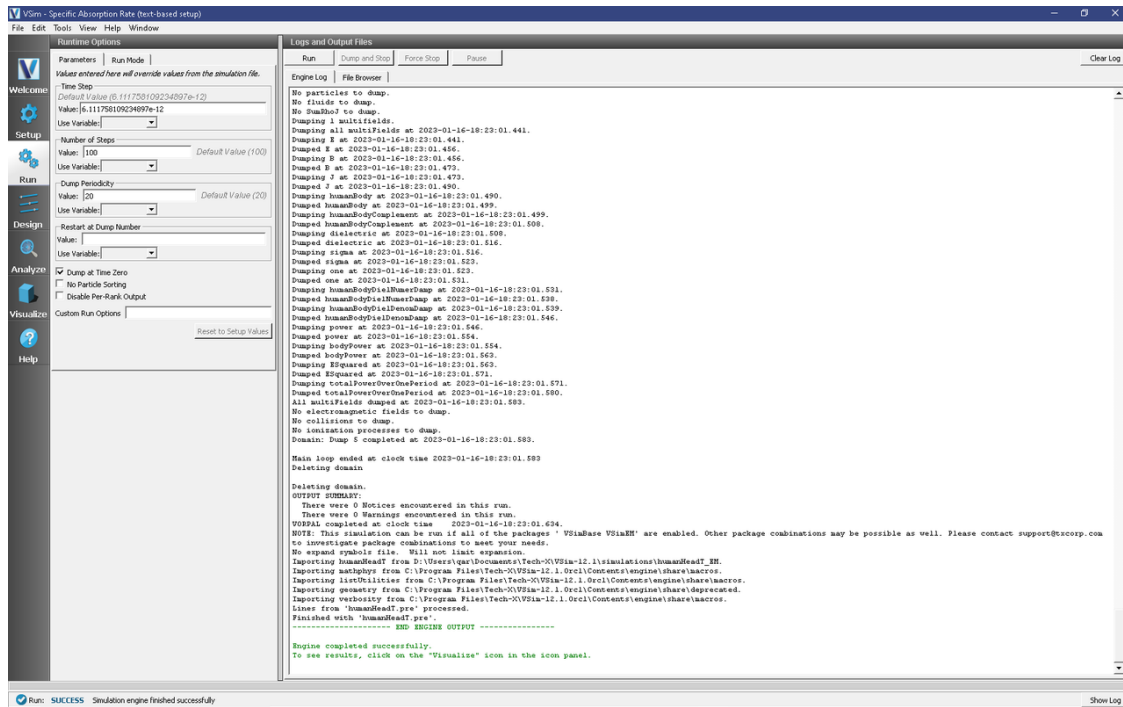 VSim - Specific Absorption Rate (text-based setup)
File Edit Tools View Help Window
Welcome
Setup
Run
Design
Analyze
Visualize
Help
Runtime Options
Parameters Run Mode
Values entered here will override values from the simulation file.
Time Step
Default Value (6.111758109234897e-12)
Value: 6.111758109234897e-12
Use Variable:
Number of Steps
Value: 100 Default Value (100)
Use Variable:
Dump Periodicity
Value: 20 Default Value (20)
Use Variable:
Restart at Dump Number
Value:
Use Variable:
Dump at Time Zero
No Particle Sorting
Disable Per-Rank Output
Custom Run Options
Reset to Setup Values
Logs and Output Files
Run Dump and Stop Force Stop Pause Clear Log
Engine Log File Browser
No particles to dump.
No fluids to dump.
No SumRhoJ to dump.
Dumping 1 multifields.
Dumping all multiFields at 2023-01-16-18:23:01.441.
Dumping E at 2023-01-16-18:23:01.441.
Dumped E at 2023-01-16-18:23:01.456.
Dumping B at 2023-01-16-18:23:01.456.
Dumped B at 2023-01-16-18:23:01.473.
Dumping J at 2023-01-16-18:23:01.473.
Dumped J at 2023-01-16-18:23:01.490.
Dumping humanBody at 2023-01-16-18:23:01.490.
Dumped humanBody at 2023-01-16-18:23:01.499.
Dumping humanBodyComplement at 2023-01-16-18:23:01.499.
Dumped humanBodyComplement at 2023-01-16-18:23:01.508.
Dumping dielectric at 2023-01-16-18:23:01.508.
Dumped dielectric at 2023-01-16-18:23:01.516.
Dumping sigma at 2023-01-16-18:23:01.516.
Dumped sigma at 2023-01-16-18:23:01.523.
Dumping one at 2023-01-16-18:23:01.523.
Dumped one at 2023-01-16-18:23:01.531.
Dumping humanBodyDielNumerDamp at 2023-01-16-18:23:01.531.
Dumped humanBodyDielNumerDamp at 2023-01-16-18:23:01.538.
Dumping humanBodyDielDenomDamp at 2023-01-16-18:23:01.539.
Dumped humanBodyDielDenomDamp at 2023-01-16-18:23:01.546.
Dumping power at 2023-01-16-18:23:01.546.
Dumped power at 2023-01-16-18:23:01.554.
Dumping bodyPower at 2023-01-16-18:23:01.554.
Dumped bodyPower at 2023-01-16-18:23:01.563.
Dumping ESquared at 2023-01-16-18:23:01.563.
Dumped ESquared at 2023-01-16-18:23:01.571.
Dumping totalPowerOverOnePeriod at 2023-01-16-18:23:01.571.
Dumped totalPowerOverOnePeriod at 2023-01-16-18:23:01.580.
All multiFields dumped at 2023-01-16-18:23:01.583.
No electromagnetic fields to dump.
No collisions to dump.
No ionization processes to dump.
Domain: Dump 5 completed at 2023-01-16-18:23:01.583.
Main loop ended at clock time 2023-01-16-18:23:01.583
Deleting domain
Deleting domain.
OUTPUT SUMMARY:
There were 0 Notices encountered in this run.
There were 0 Warnings encountered in this run.
VORPAL completed at clock time 2023-01-16-18:23:01.634.
NOTE: This simulation can be run if all of the packages ' VSimBase VSimEM' are enabled. Other package combinations may be possible as well. Please contact support@txcorp.com
to investigate package combinations to meet your needs.
No expand symbols file. Will not limit expansion.
Importing humanHeadT from D:\Users\qar\Documents\Tech-X\VSim-12.1\simulations\humanHeadT_EM.
Importing mathphys from C:\Program Files\Tech-X\VSim-12.1.0rc1\Contents\engine\share\macros.
Importing listUtilities from C:\Program Files\Tech-X\VSim-12.1.0rc1\Contents\engine\share\macros.
Importing geometry from C:\Program Files\Tech-X\VSim-12.1.0rc1\Contents\engine\share\deprecated.
Importing verbosity from C:\Program Files\Tech-X\VSim-12.1.0rc1\Contents\engine\share\macros.
Lines from 'humanHeadT.pre' processed.
Finished with 'humanHeadT.pre'.
--------------------- END ENGINE OUTPUT ----------------
Engine completed successfully.
To see results, click on the "Visualize" icon in the icon panel.
Run: SUCCESS Simulation engine finished successfully Show Log